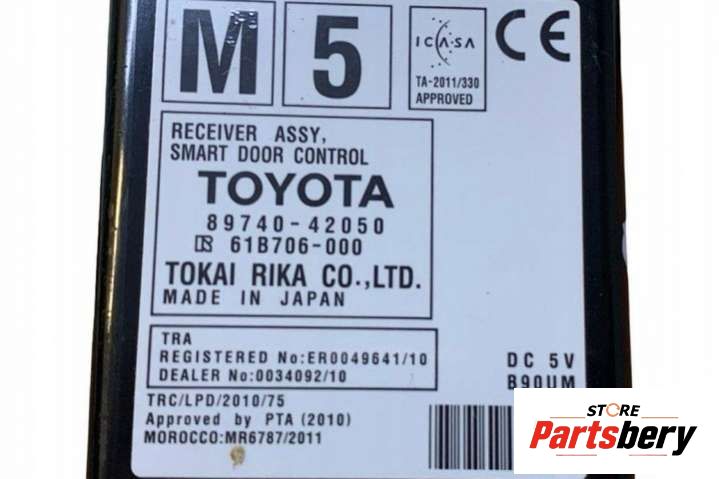 M 5
ICASA
TA-2011/330
APPROVED
CE
RECEIVER ASSY,
SMART DOOR CONTROL
TOYOTA
89740-42050
61B706-000
TOKAI RIKA CO.,LTD.
MADE IN JAPAN
TRA
REGISTERED No:ER0049641/10
DEALER No:0034092/10
DC 5V
B90UM
TRC/LPD/2010/75
Approved by PTA (2010)
MOROCCO:MR6787/2011
STORE
Partsbery